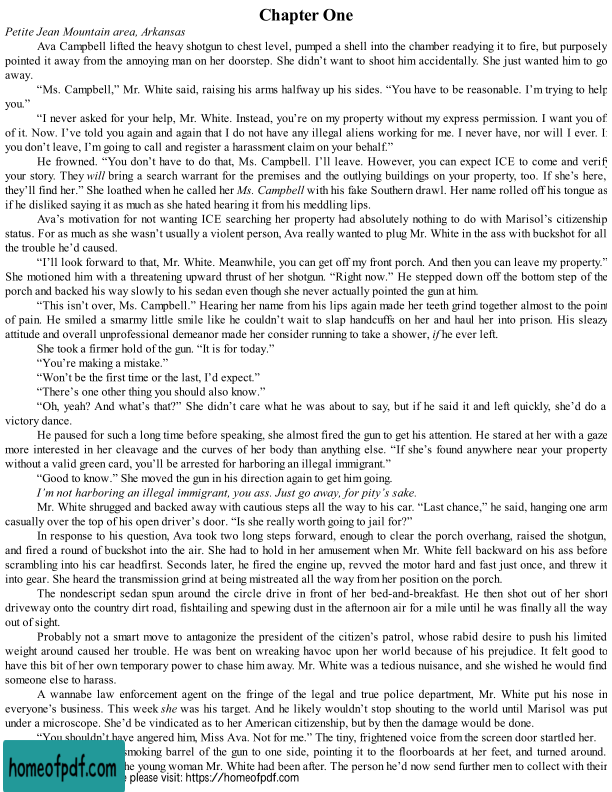 Chapter One
Petite Jean Mountain area, Arkansas
Ava Campbell lifted the heavy shotgun to chest level, pumped a shell into the chamber readying it to fire, but purposely
pointed it away from the annoying man on her doorstep. She didn't want to shoot him accidentally. She just wanted him to go
away.
“Ms. Campbell,” Mr. White said, raising his arms halfway up his sides. “You have to be reasonable. I'm trying to help
you.”
“I never asked for your help, Mr. White. Instead, you're on my property without my express permission. I want you of
of it. Now. I've told you again and again that I do not have any illegal aliens working for me. I never have, nor will I ever. I
you don't leave, I'm going to call and register a harassment claim on your behalf.”
He frowned. “You don't have to do that, Ms. Campbell. I'll leave. However, you can expect ICE to come and verify
your story. They will bring a search warrant for the premises and the outlying buildings on your property, too. If she's here,
they'll find her.” She loathed when he called her Ms. Campbell with his fake Southern drawl. Her name rolled off his tongue as
if he disliked saying it as much as she hated hearing it from his meddling lips.
Ava's motivation for not wanting ICE searching her property had absolutely nothing to do with Marisol's citizenship
status. For as much as she wasn't usually a violent person, Ava really wanted to plug Mr. White in the ass with buckshot for all
the trouble he'd caused.
“I'll look forward to that, Mr. White. Meanwhile, you can get off my front porch. And then you can leave my property.”
She motioned him with a threatening upward thrust of her shotgun. “Right now.” He stepped down off the bottom step of the
porch and backed his way slowly to his sedan even though she never actually pointed the gun at him.
“This isn't over, Ms. Campbell.” Hearing her name from his lips again made her teeth grind together almost to the point
of pain. He smiled a smarmy little smile like he couldn't wait to slap handcuffs on her and haul her into prison. His sleazy
attitude and overall unprofessional demeanor made her consider running to take a shower, if he ever left.
She took a firmer hold of the gun. “It is for today.”
“You're making a mistake.”
“Won't be the first time or the last, I'd expect.”
“There's one other thing you should also know.”
“Oh, yeah? And what's that?” She didn't care what he was about to say, but if he said it and left quickly, she'd do a
victory dance.
He paused for such a long time before speaking, she almost fired the gun to get his attention. He stared at her with a gaze
more interested in her cleavage and the curves of her body than anything else. “If she's found anywhere near your property
without a valid green card, you'll be arrested for harboring an illegal immigrant.”
“Good to know.” She moved the gun in his direction again to get him going.
I'm not harboring an illegal immigrant, you ass. Just go away, for pity's sake.
Mr. White shrugged and backed away with cautious steps all the way to his car. “Last chance,” he said, hanging one arm
casually over the top of his open driver's door. “Is she really worth going to jail for?”
In response to his question, Ava took two long steps forward, enough to clear the porch overhang, raised the shotgun,
and fired a round of buckshot into the air. She had to hold in her amusement when Mr. White fell backward on his ass before
scrambling into his car headfirst. Seconds later, he fired the engine up, revved the motor hard and fast just once, and threw it
into gear. She heard the transmission grind at being mistreated all the way from her position on the porch.
The nondescript sedan spun around the circle drive in front of her bed-and-breakfast. He then shot out of her short
driveway onto the country dirt road, fishtailing and spewing dust in the afternoon air for a mile until he was finally all the way
out of sight.
Probably not a smart move to antagonize the president of the citizen's patrol, whose rabid desire to push his limited
weight around caused her trouble. He was bent on wreaking havoc upon her world because of his prejudice. It felt good to
have this bit of her own temporary power to chase him away. Mr. White was a tedious nuisance, and she wished he would find
someone else to harass.
A wannabe law enforcement agent on the fringe of the legal and true police department, Mr. White put his nose in
everyone's business. This week she was his target. And he likely wouldn't stop shouting to the world until Marisol was put
under a microscope. She'd be vindicated as to her American citizenship, but by then the damage would be done.
“You shouldn't have angered him, Miss Ava. Not for me.” The tiny, frightened voice from the screen door startled her.
smoking barrel of the gun to one side, pointing it to the floorboards at her feet, and turned around.
he young woman Mr. White had been after. The person he'd now send further men to collect with their
homeofpdf.com
please visit: https://homeofpdf.com